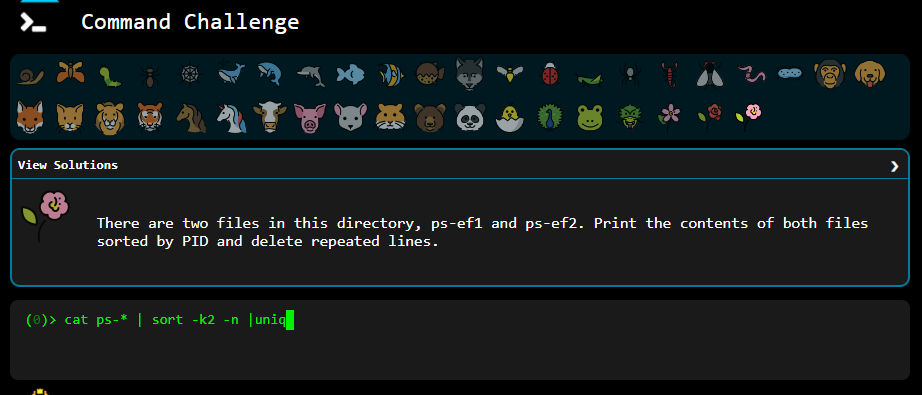 Command Challenge
View Solutions
There are two files in this directory, ps-ef1 and ps-ef2. Print the contents of both files
sorted by PID and delete repeated lines.
(0)> cat ps-* | sort -k2 -n |uniq